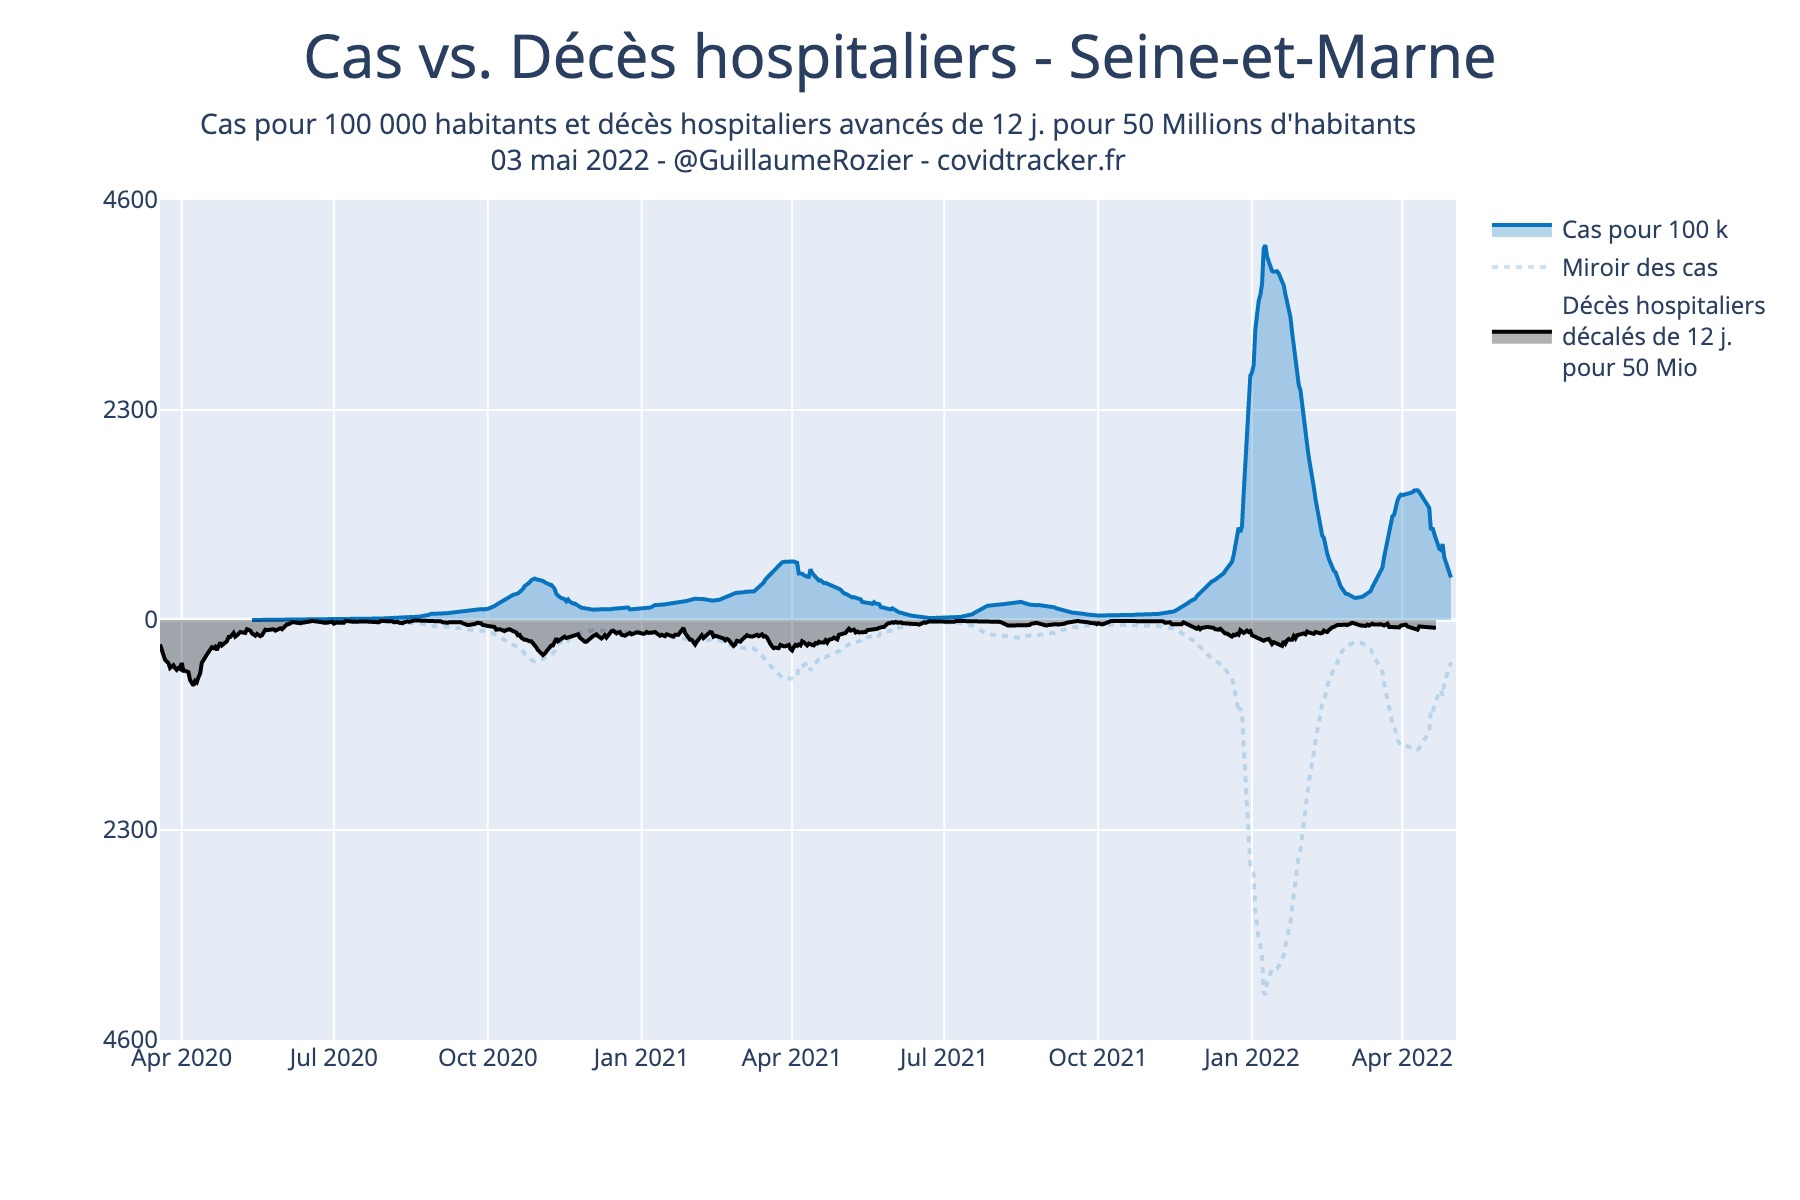 Cas vs. Décès hospitaliers - Seine-et-Marne
Cas pour 100 000 habitants et décès hospitaliers avancés de 12 j. pour 50 Millions d'habitants
03 mai 2022 - @GuillaumeRozier - covidtracker.fr
4600
2300
0
2300
4600
Apr 2020
Jul 2020
Oct 2020
Jan 2021
Apr 2021
Jul 2021
Oct 2021
Jan 2022
Apr 2022
Cas pour 100 k
Miroir des cas
Décès hospitaliers
décalés de 12 j.
pour 50 Mio